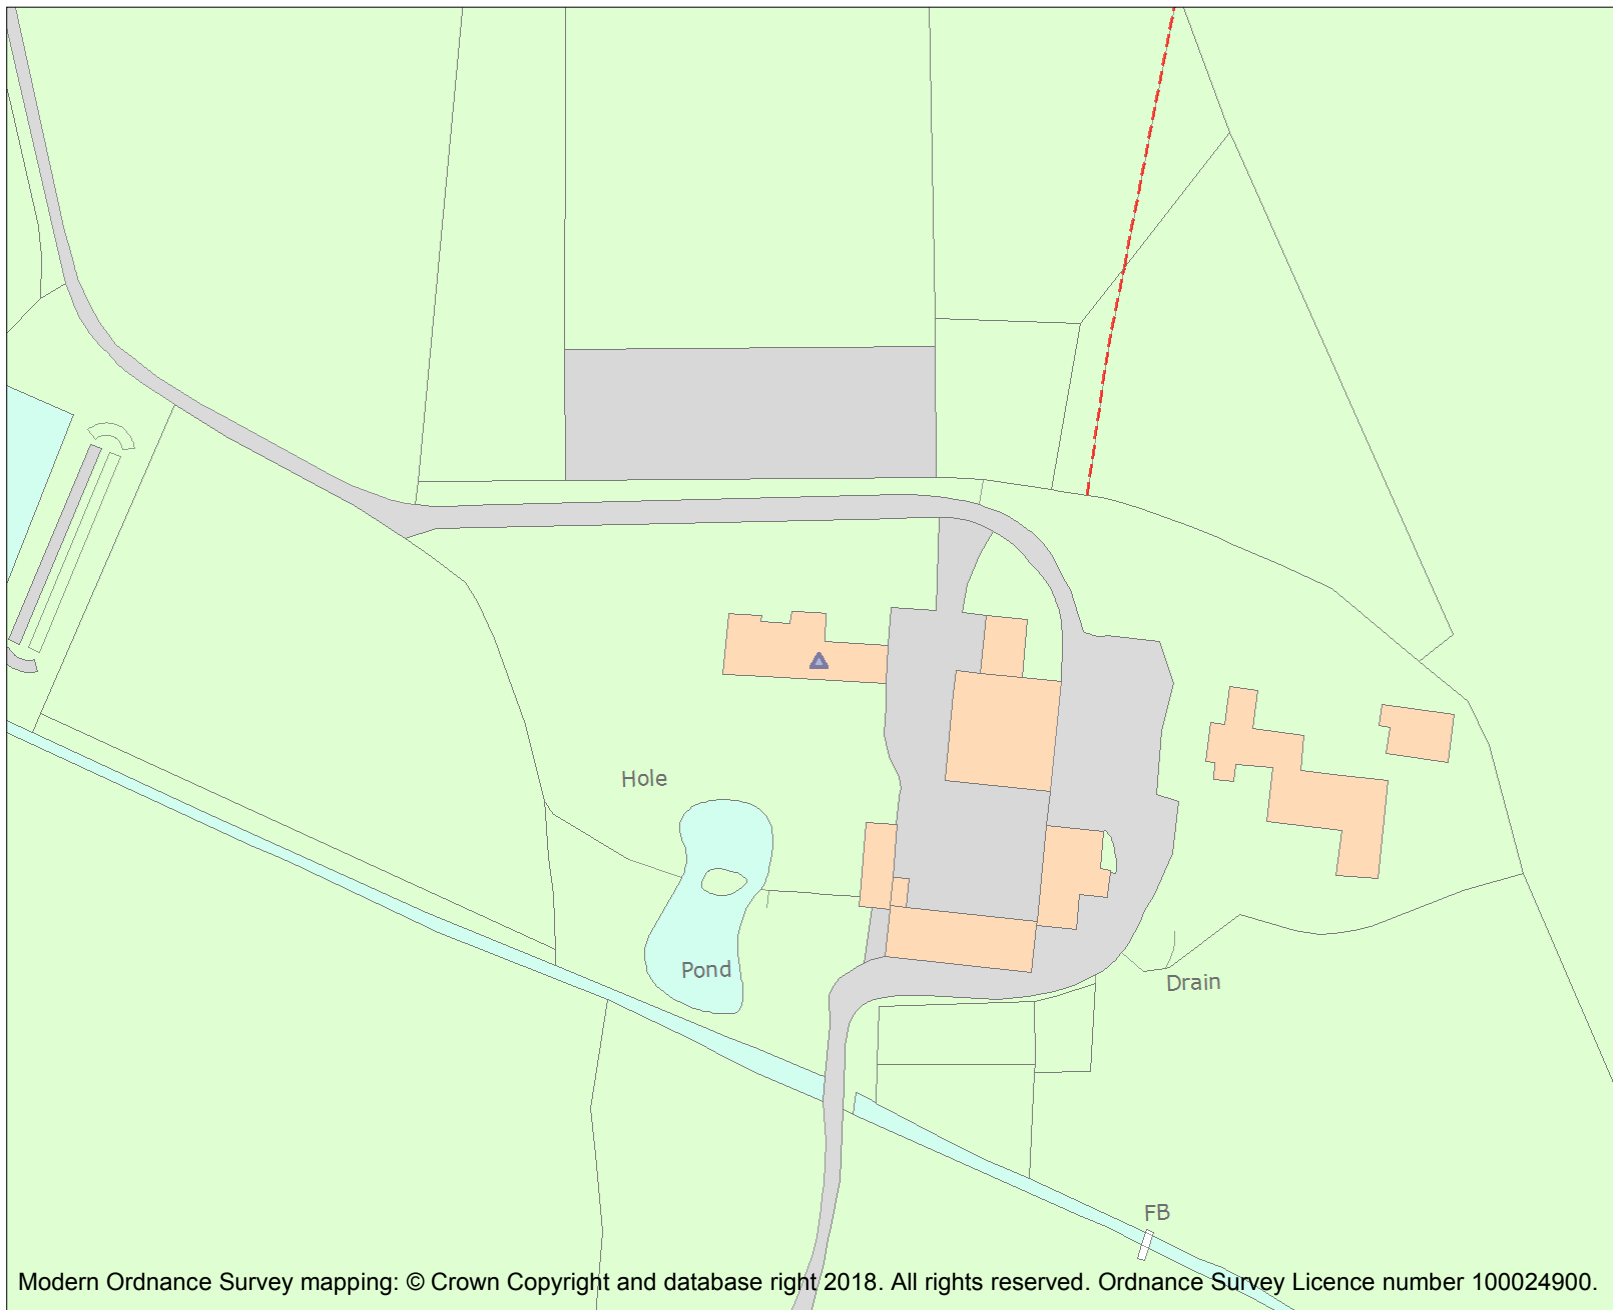 Hole
Pond
Drain
FB
Modern Ordnance Survey mapping: © Crown Copyright and database right 2018. All rights reserved. Ordnance Survey Licence number 100024900.